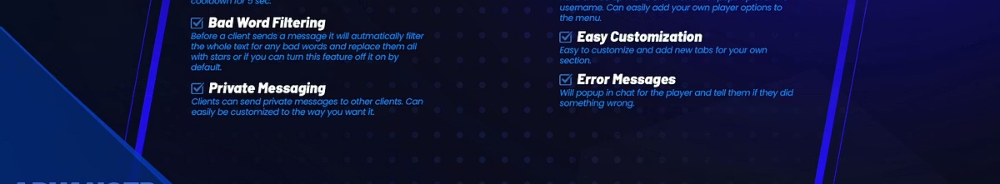 cooldown for 5 sec.
Bad Word Filtering
Before a client sends a message it will autmatically filter
the whole text for any bad words and replace them all
with stars or if you can turn this feature off it on by
default.
Private Messaging
Clients can send private messages to other clients. Can
easily be customized to the way you want it.
username. Can easily add your own player options to
the menu.
Easy Customization
Easy to customize and add new tabs for your own
section.
Error Messages
Will popup in chat for the player and tell them if they did
something wrong.
ADVANCED